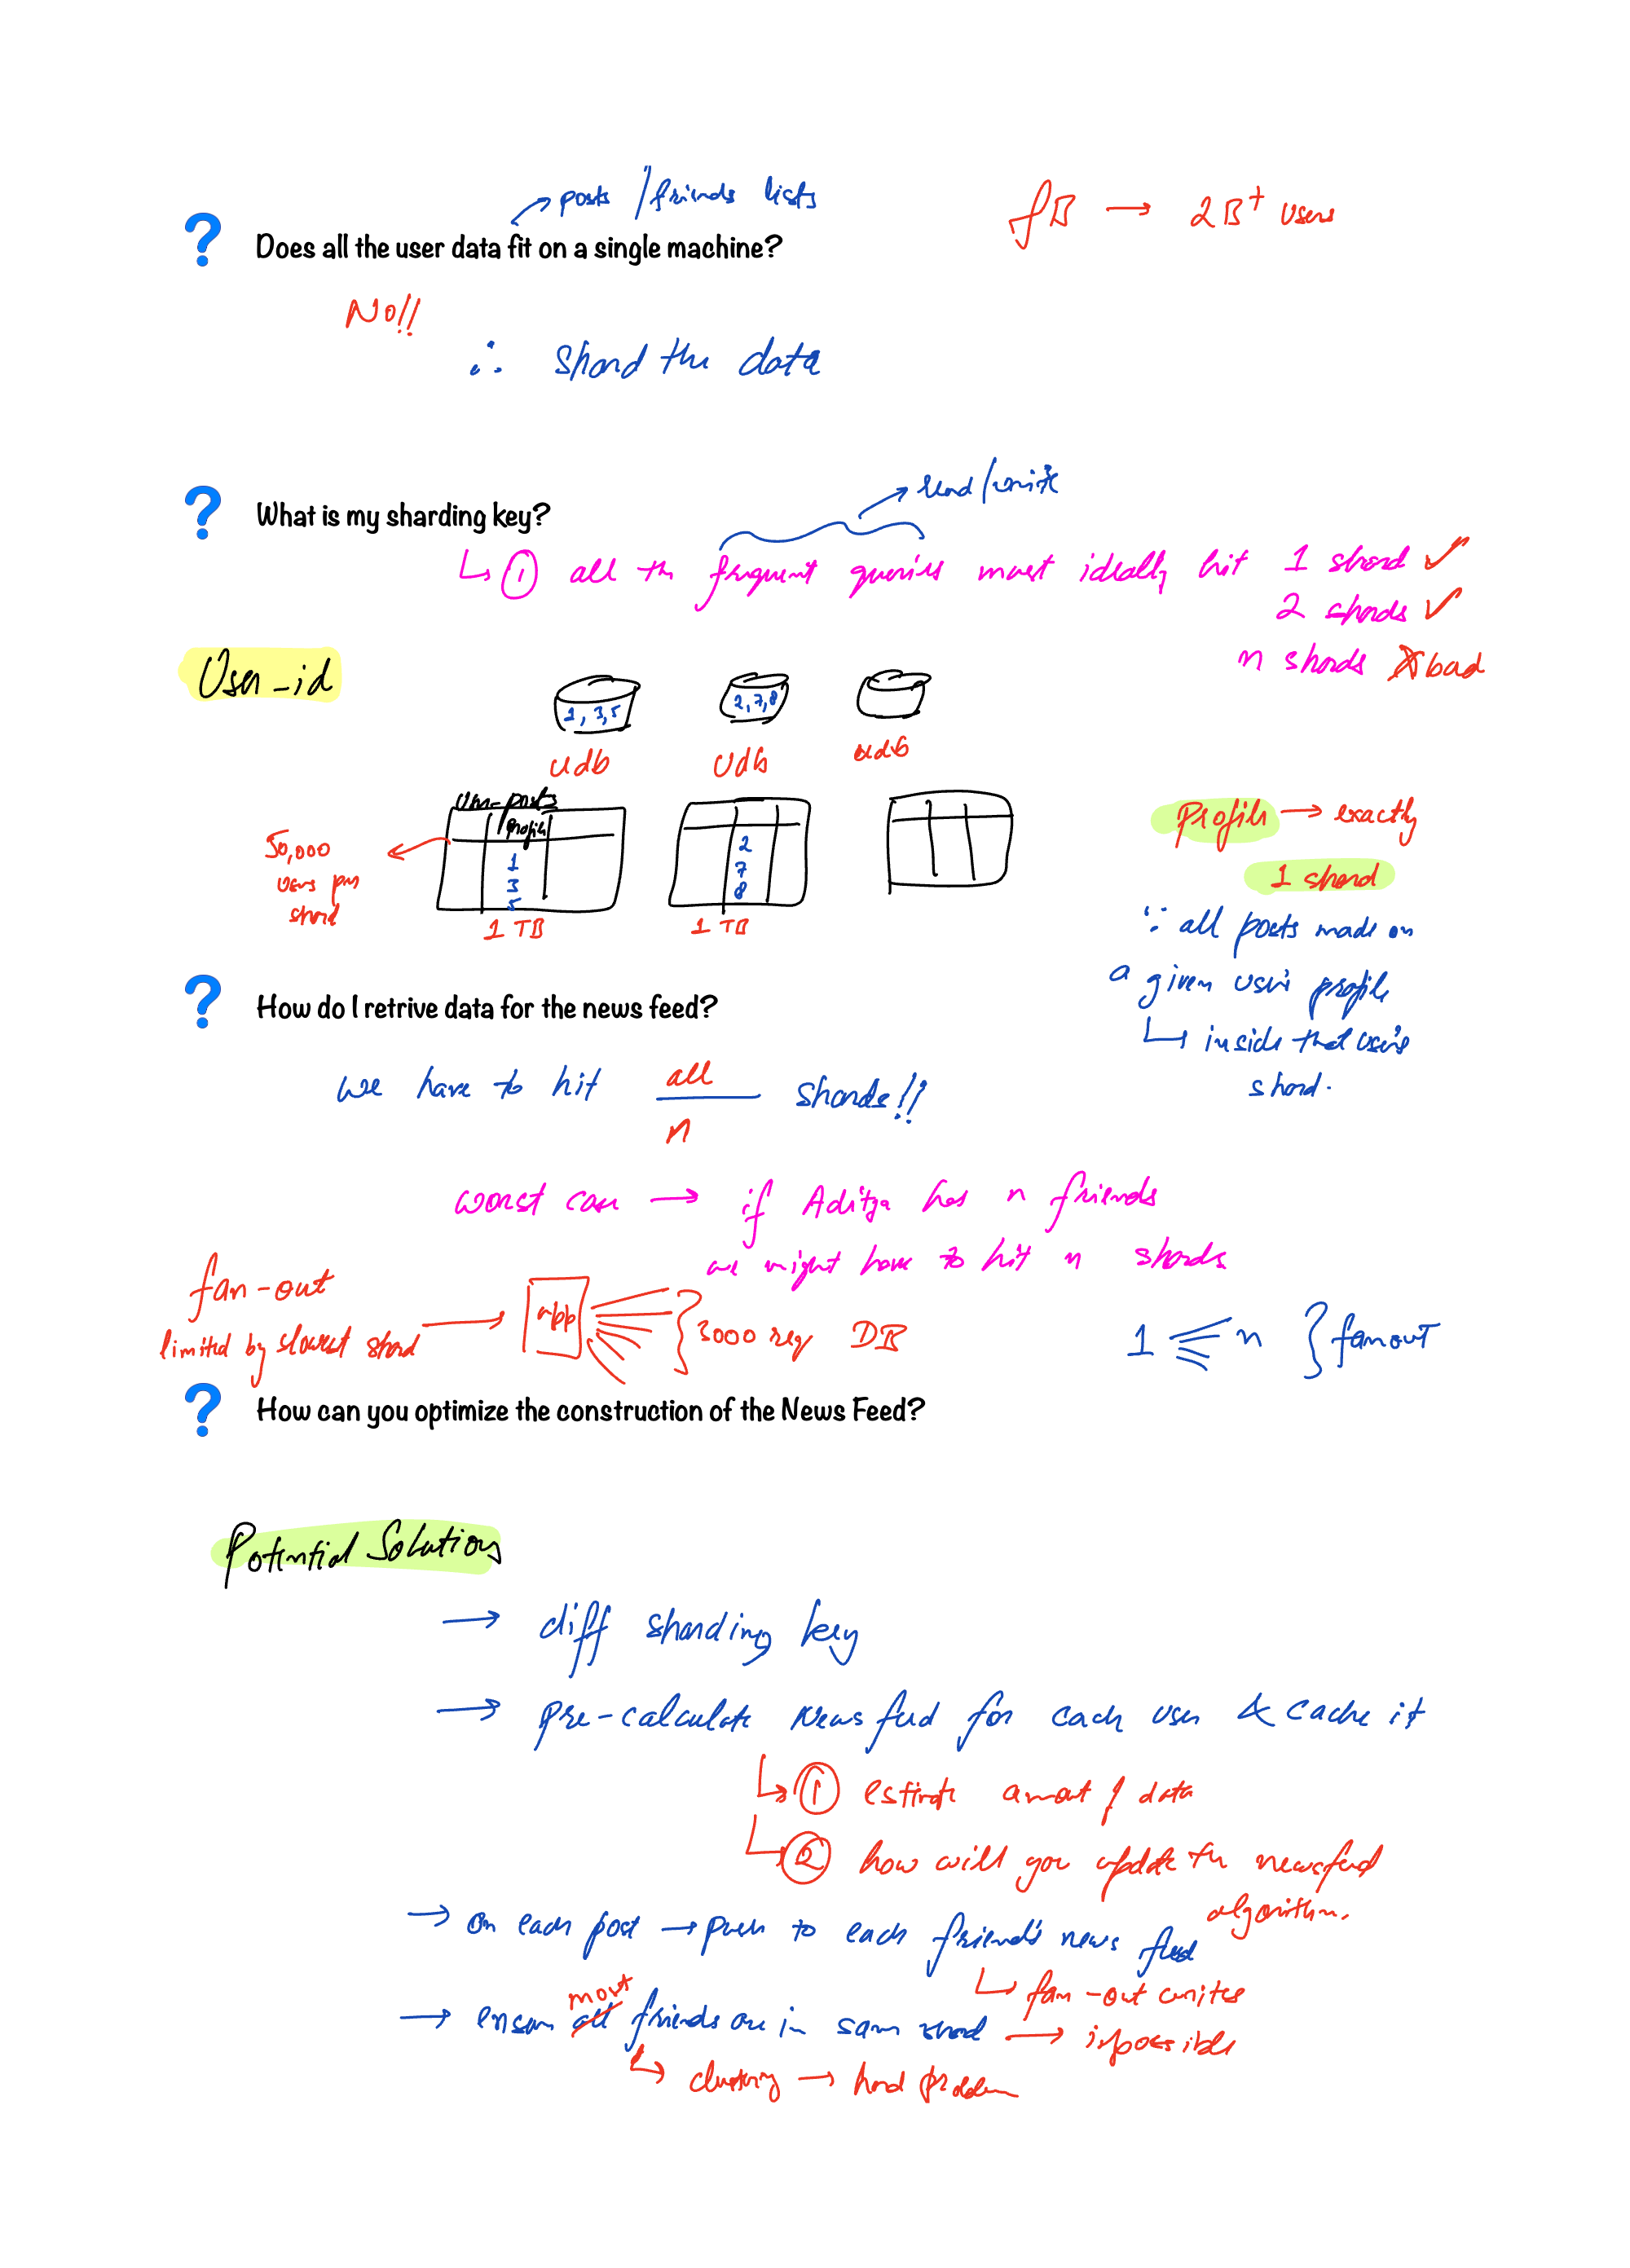 posts / friends lists
FB → 2B+ users
Does all the user data fit on a single machine?
NO!!
∴ shard the data
read/write
What is my sharding key?
① all the frequent queries must ideally hit 1 shard ✓
2 shards ✓
n shards ✗ bad
User_id
1, 3, 5
2, 7, 8
udb
udb
udb
user_posts
profile
50,000
users per
shard
1
3
5
2
7
8
1 TB
1 TB
Profile → exactly
1 shard
∵ all posts made on
a given user's profile
↳ inside that user's
shard.
How do I retrive data for the news feed?
we have to hit all shards!!
n
worst case → if Aditya has n friends
we might have to hit n shards
fan-out
limited by slowest shard → app } 3000 req DB
1 n } fanout
How can you optimize the construction of the News Feed?
Potential Solutions
→ diff sharding key
→ pre-calculate news feed for each user & cache it
↳ ① estimate amount of data
↳ ② how will you update the newsfeed
algorithm.
→ on each post → push to each friend's news feed
↳ fan-out writes
most
→ ensure all friends are in same shard → impossible
↳ clustering → hard problem